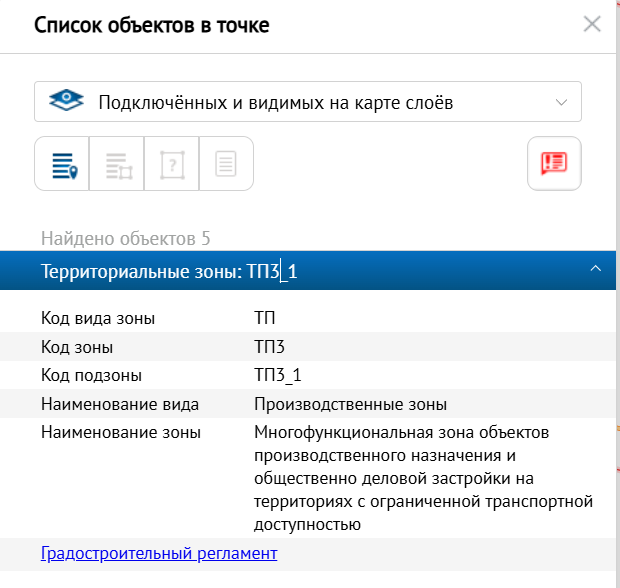 Список объектов в точке
Подключённых и видимых на карте слоёв
Найдено объектов 5
Территориальные зоны: ТП3_1
Код вида зоны ТП
Код зоны ТП3
Код подзоны ТП3_1
Наименование вида Производственные зоны
Наименование зоны Многофункциональная зона объектов
производственного назначения и
общественно деловой застройки на
территориях с ограниченной транспортной
доступностью
Градостроительный регламент